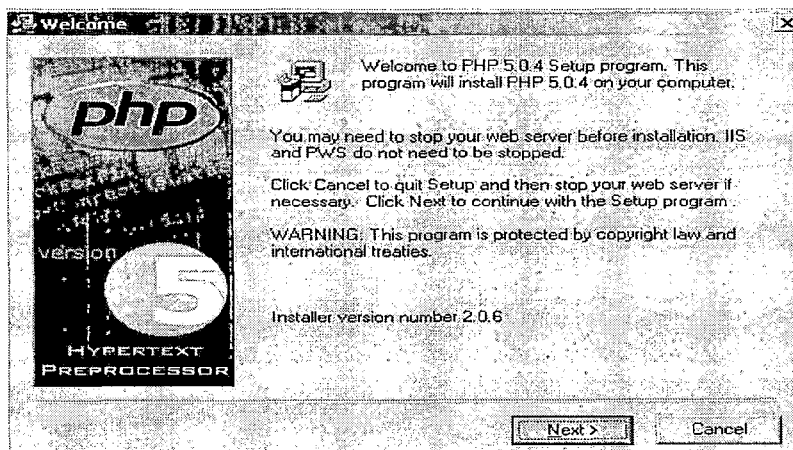 Welcome
Welcome to PHP 5.0.4 Setup program. This
program will install PHP 5.0.4 on your computer.
php
You may need to stop your web server before installation. IIS
and PWS do not need to be stopped.
Click Cancel to quit Setup and then stop your web server if
necessary. Click Next to continue with the Setup program.
WARNING: This program is protected by copyright law and
international treaties.
version
5
Installer version number 2.0.6
HYPERTEXT
PREPROCESSOR
Next >
Cancel